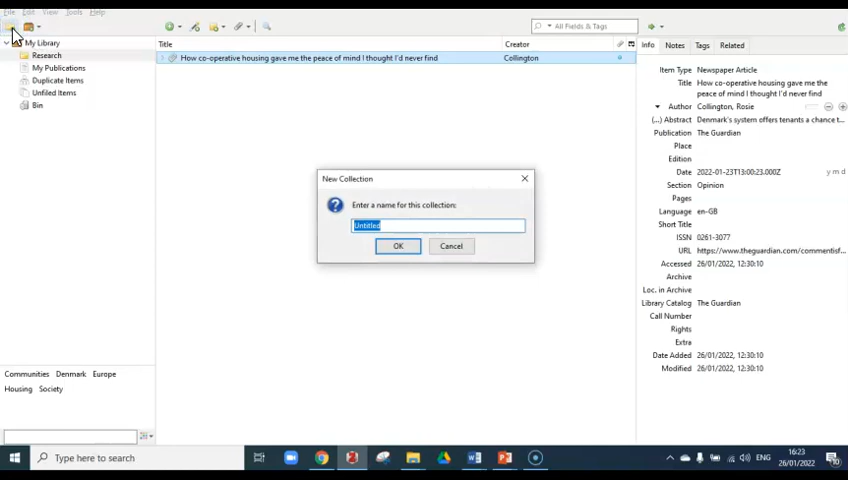 File Edit View Tools Help
All Fields & Tags
My Library
Research
My Publications
Duplicate Items
Unfiled Items
Bin
Title Creator
How co-operative housing gave me the peace of mind I thought I'd never find Collington
Info Notes Tags Related
Item Type Newspaper Article
Title How co-operative housing gave me the
peace of mind I thought I'd never find
Author Collington, Rosie
(...) Abstract Denmark's system offers tenants a chance t...
Publication The Guardian
Place
Edition
Date 2022-01-23T13:00:23.000Z y m d
Section Opinion
Pages
Language en-GB
Short Title
ISSN 0261-3077
URL https://www.theguardian.com/commentisf...
Accessed 26/01/2022, 12:30:10
Archive
Loc. in Archive
Library Catalog The Guardian
Call Number
Rights
Extra
Date Added 26/01/2022, 12:30:10
Modified 26/01/2022, 12:30:10
New Collection
Enter a name for this collection:
Untitled
OK Cancel
Communities Denmark Europe
Housing Society
Type here to search
ENG
16:23
26/01/2022